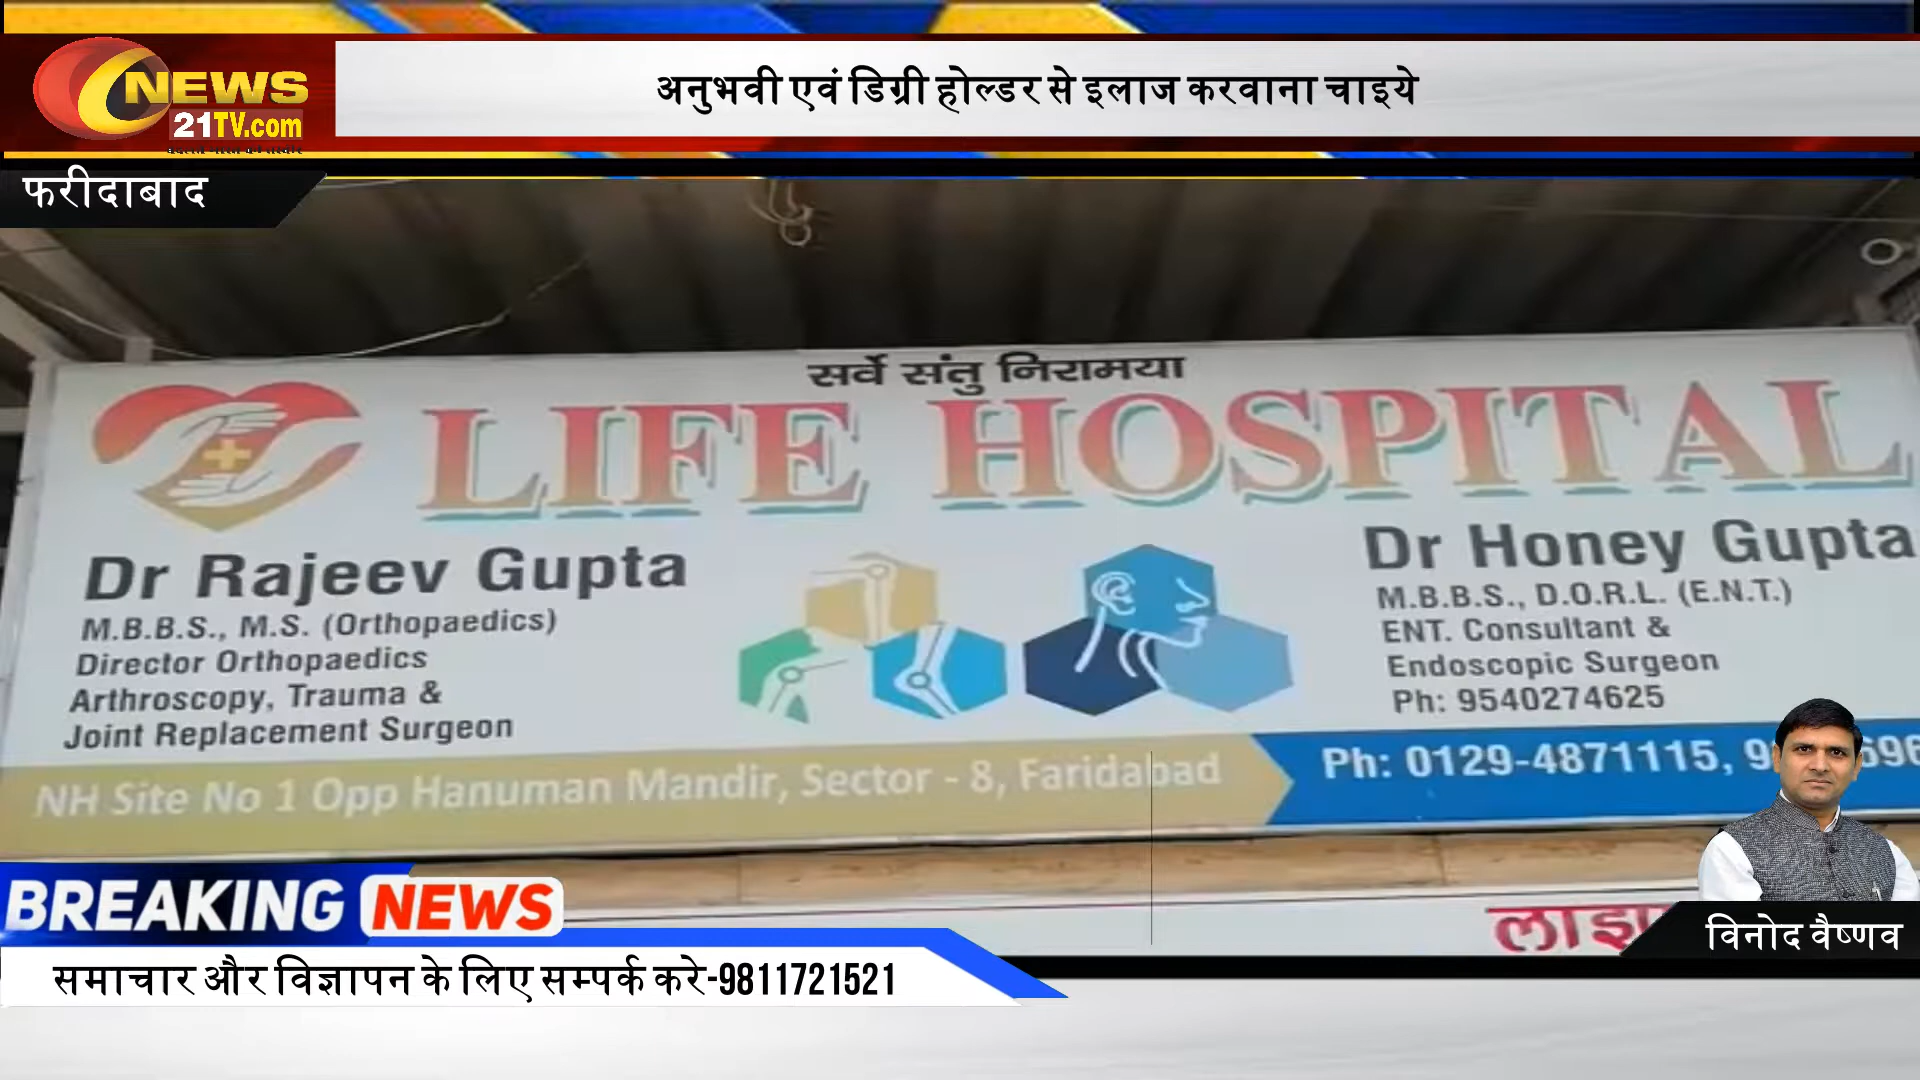 NEWS
21TV.com
अनुभवी एवं डिग्री होल्डर से इलाज करवाना चाइये
फरीदाबाद
सर्वे संतु निरामया
LIFE HOSPITAL
Dr Rajeev Gupta
M.B.B.S., M.S. (Orthopaedics)
Director Orthopaedics
Arthroscopy, Trauma &
Joint Replacement Surgeon
Dr Honey Gupta
M.B.B.S., D.O.R.L. (E.N.T.)
ENT. Consultant &
Endoscopic Surgeon
Ph: 9540274625
NH Site No 1 Opp Hanuman Mandir, Sector - 8, Faridabad
Ph: 0129-4871115,
BREAKING NEWS
विनोद वैष्णव
समाचार और विज्ञापन के लिए सम्पर्क करे-9811721521